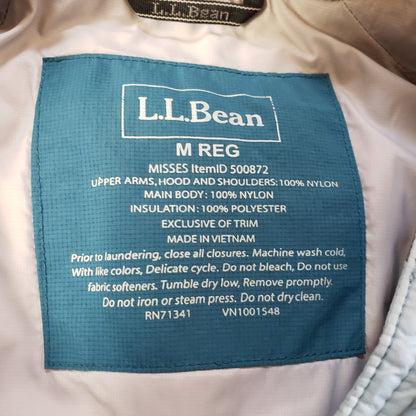 L.L.Bean
L.L.Bean
M REG
MISSES ItemID 500872
UPPER ARMS, HOOD AND SHOULDERS: 100% NYLON
MAIN BODY: 100% NYLON
INSULATION: 100% POLYESTER
EXCLUSIVE OF TRIM
MADE IN VIETNAM
Prior to laundering, close all closures. Machine wash cold,
With like colors, Delicate cycle. Do not bleach, Do not use
fabric softeners. Tumble dry low, Remove promptly.
Do not iron or steam press. Do not dry clean.
RN71341 VN1001548